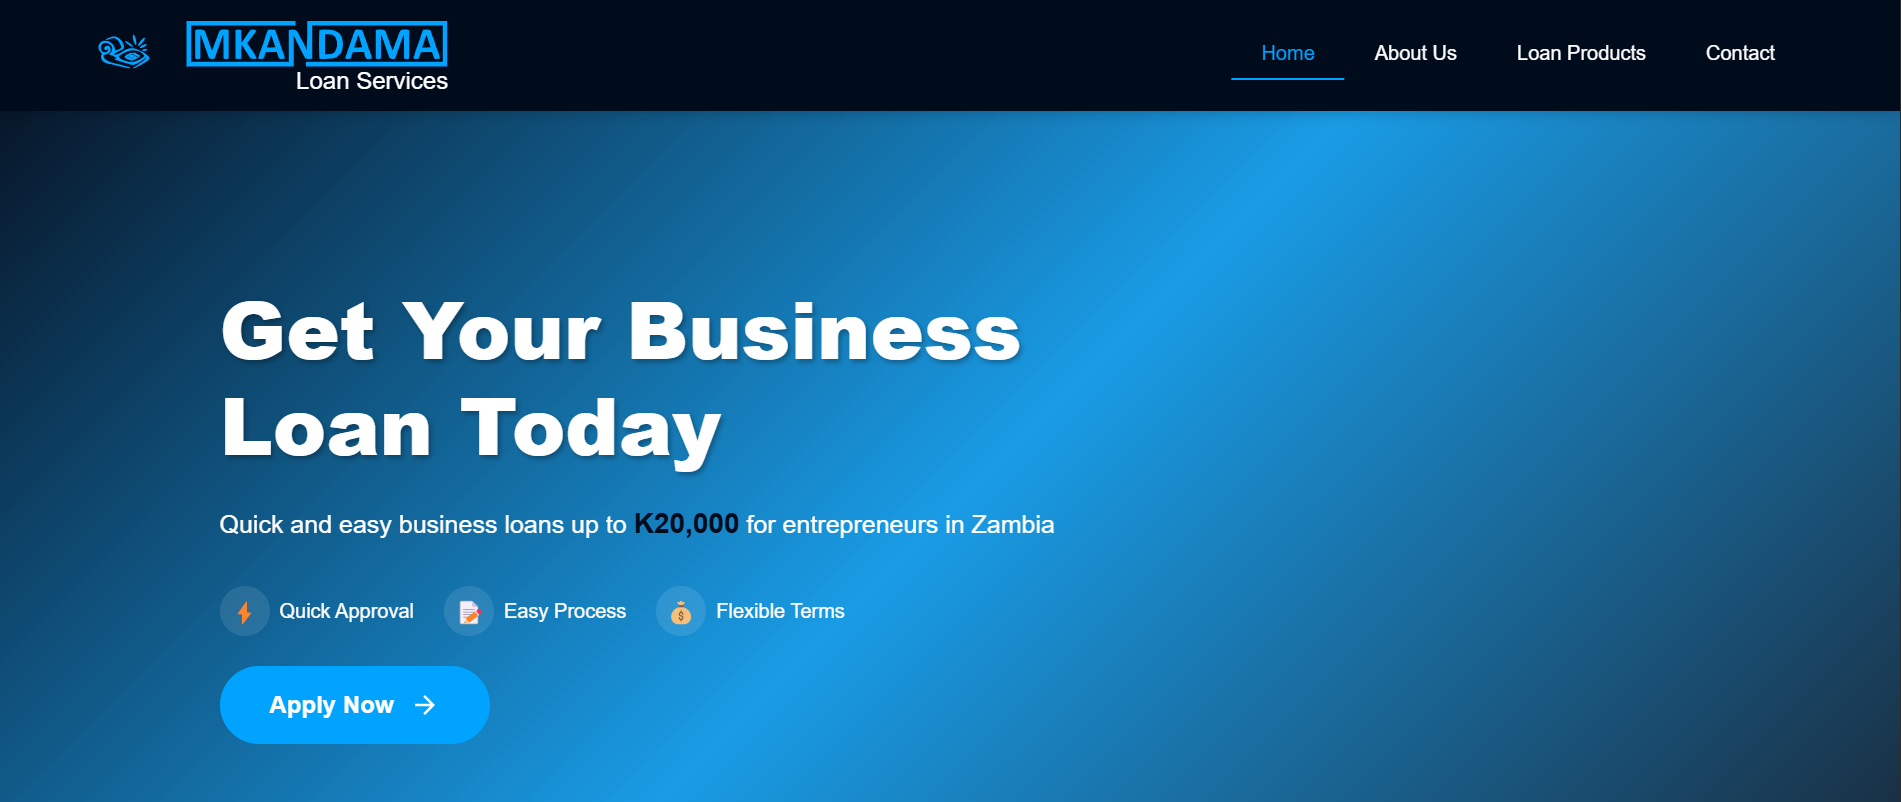 MKANDAMA
Loan Services
Home
About Us
Loan Products
Contact
Get Your Business
Loan Today
Quick and easy business loans up to K20,000 for entrepreneurs in Zambia
Quick Approval
Easy Process
Flexible Terms
Apply Now